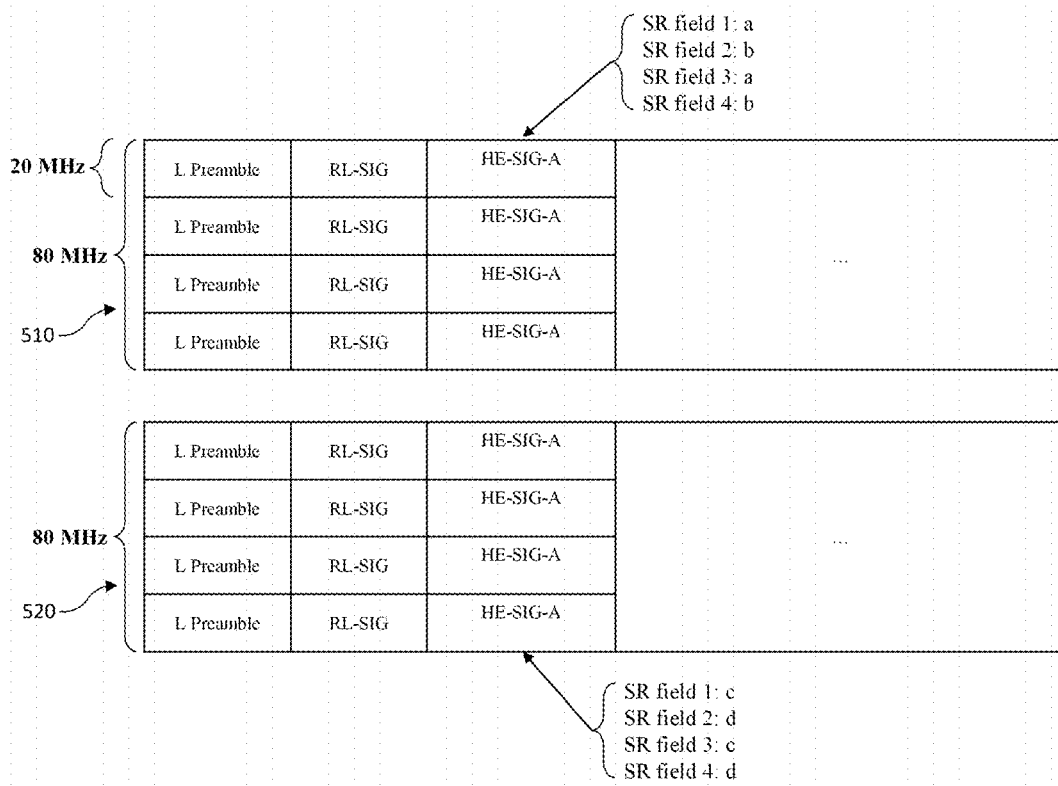 SR field 1: a
SR field 2: b
SR field 3: a
SR field 4: b
20 MHz
L Preamble RL-SIG HE-SIG-A
L Preamble RL-SIG HE-SIG-A
80 MHz
L Preamble RL-SIG HE-SIG-A
...
510
L Preamble RL-SIG HE-SIG-A
L Preamble RL-SIG HE-SIG-A
L Preamble RL-SIG HE-SIG-A
80 MHz
L Preamble RL-SIG HE-SIG-A
...
520
L Preamble RL-SIG HE-SIG-A
SR field 1: c
SR field 2: d
SR field 3: c
SR field 4: d